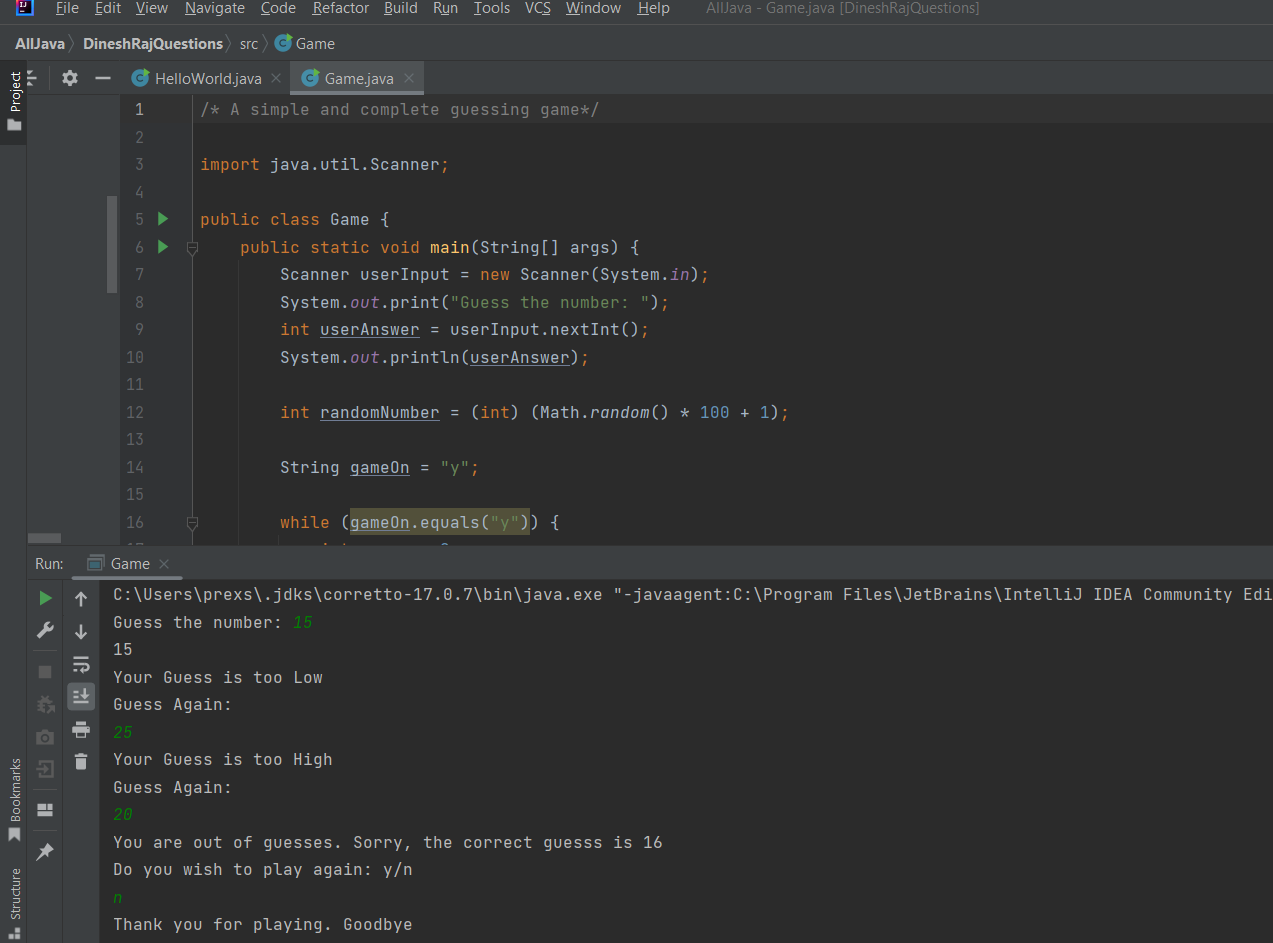 File Edit View Navigate Code Refactor Build Run Tools VCS Window Help AllJava - Game.java [DineshRajQuestions]
AllJava DineshRajQuestions src Game
Project
HelloWorld.java Game.java
1 /* A simple and complete guessing game*/
2
3 import java.util.Scanner;
4
5 public class Game {
6 public static void main(String[] args) {
7 Scanner userInput = new Scanner(System.in);
8 System.out.print("Guess the number: ");
9 int userAnswer = userInput.nextInt();
10 System.out.println(userAnswer);
11
12 int randomNumber = (int) (Math.random() * 100 + 1);
13
14 String gameOn = "y";
15
16 while (gameOn.equals("y")) {
Run: Game
C:\Users\prexs\.jdks\corretto-17.0.7\bin\java.exe "-javaagent:C:\Program Files\JetBrains\IntelliJ IDEA Community Edi
Guess the number: 15
15
Your Guess is too Low
Guess Again:
25
Your Guess is too High
Guess Again:
20
You are out of guesses. Sorry, the correct guesss is 16
Do you wish to play again: y/n
n
Thank you for playing. Goodbye
Bookmarks
Structure